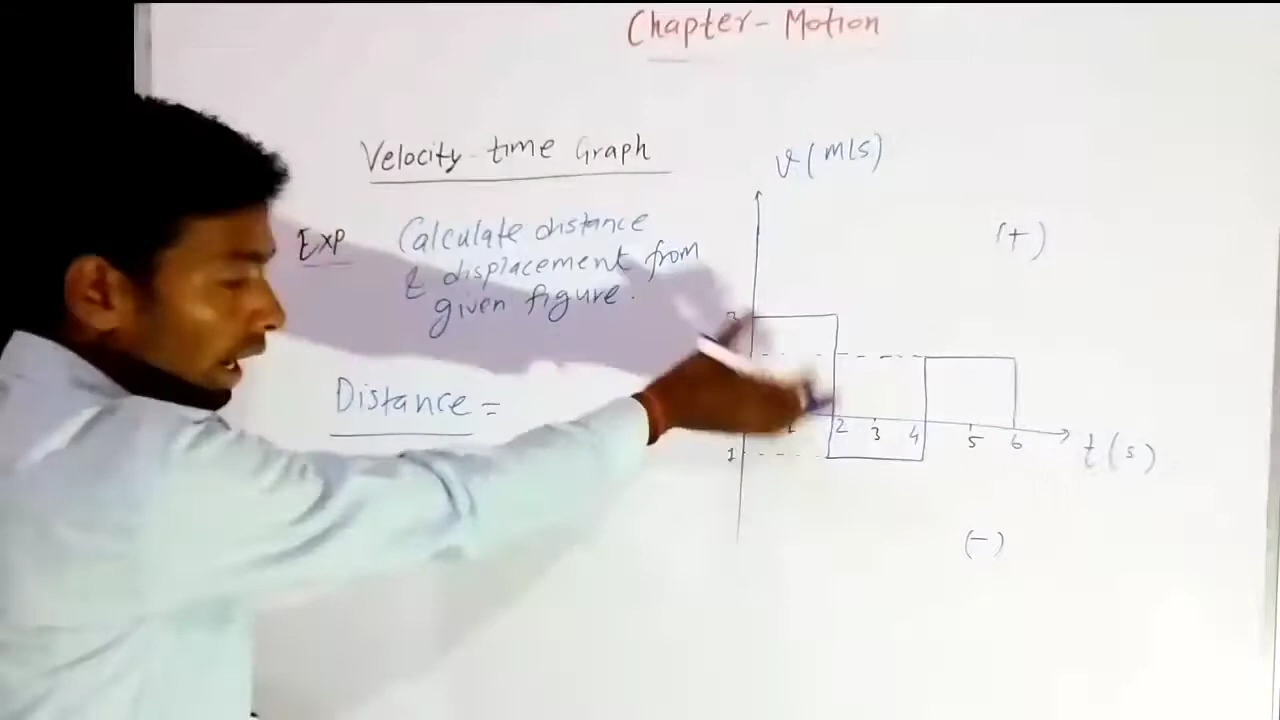 Chapter - Motion
Velocity - time Graph
Exp Calculate distance
& displacement from
given figure.
Distance =
v (m/s)
(+)
2 3 4 5 6
t (s)
1
(-)